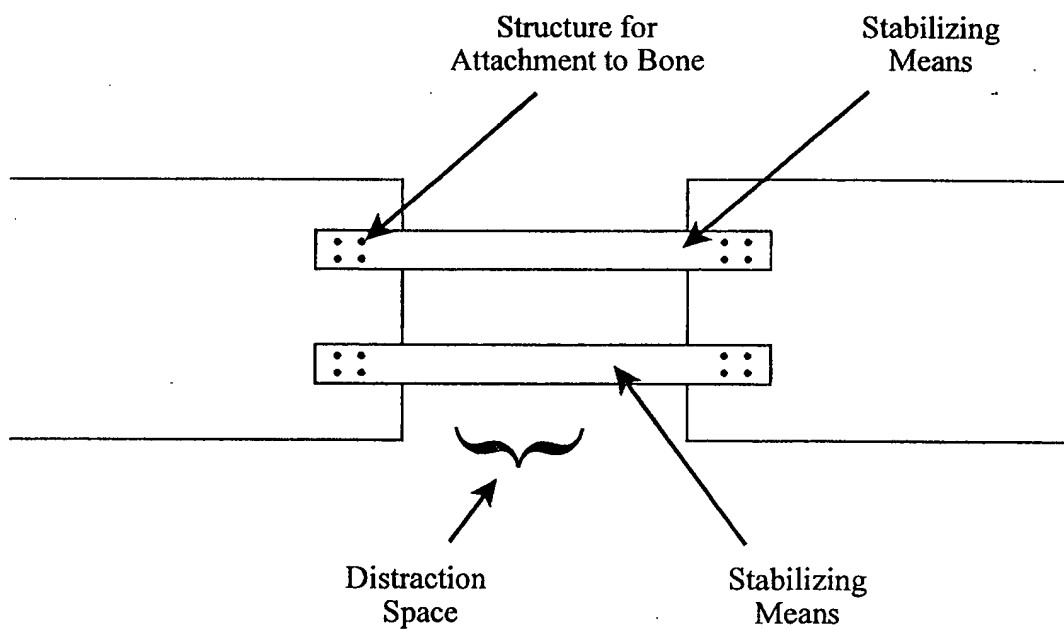 Structure for
Attachment to Bone
Stabilizing
Means
Distraction
Space
Stabilizing
Means